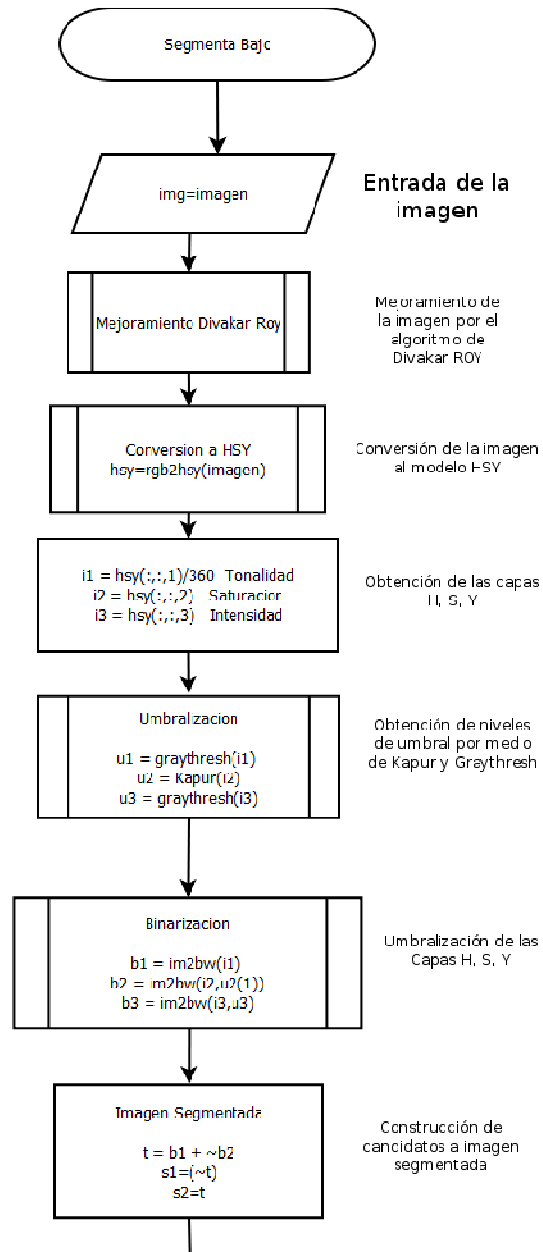 Segmenta Bajc
img=imagen
Entrada de la
imagen
Mejoramiento Divakar Roy
Mejoramiento de
la imagen por el
algoritmo de
Divakar ROY
Conversion a HSY
hsy=rgb2hsy(imagen)
Conversión de la imagen
al modelo HSY
i1 = hsy(:,:,1)/360 Tonalidad
i2 = hsy(:,:,2) Saturacior
i3 = hsy(:,:,3) Intensidad
Obtención de las capas
H, S, Y
Umbralizacion
u1 = graythresh(i1)
u2 = Kapur(i2)
u3 = graythresh(i3)
Obtención de niveles
de umbral por medio
de Kapur y Graythresh
Binarizacion
b1 = im2bw(i1)
b2 = im2bw(i2,u2(1))
b3 = im2bw(i3,u3)
Umbralización de las
Capas H, S, Y
Imagen Segmentada
t = b1 + ~b2
s1=(~t)
s2=t
Construcción de
candidatos a imagen
segmentada